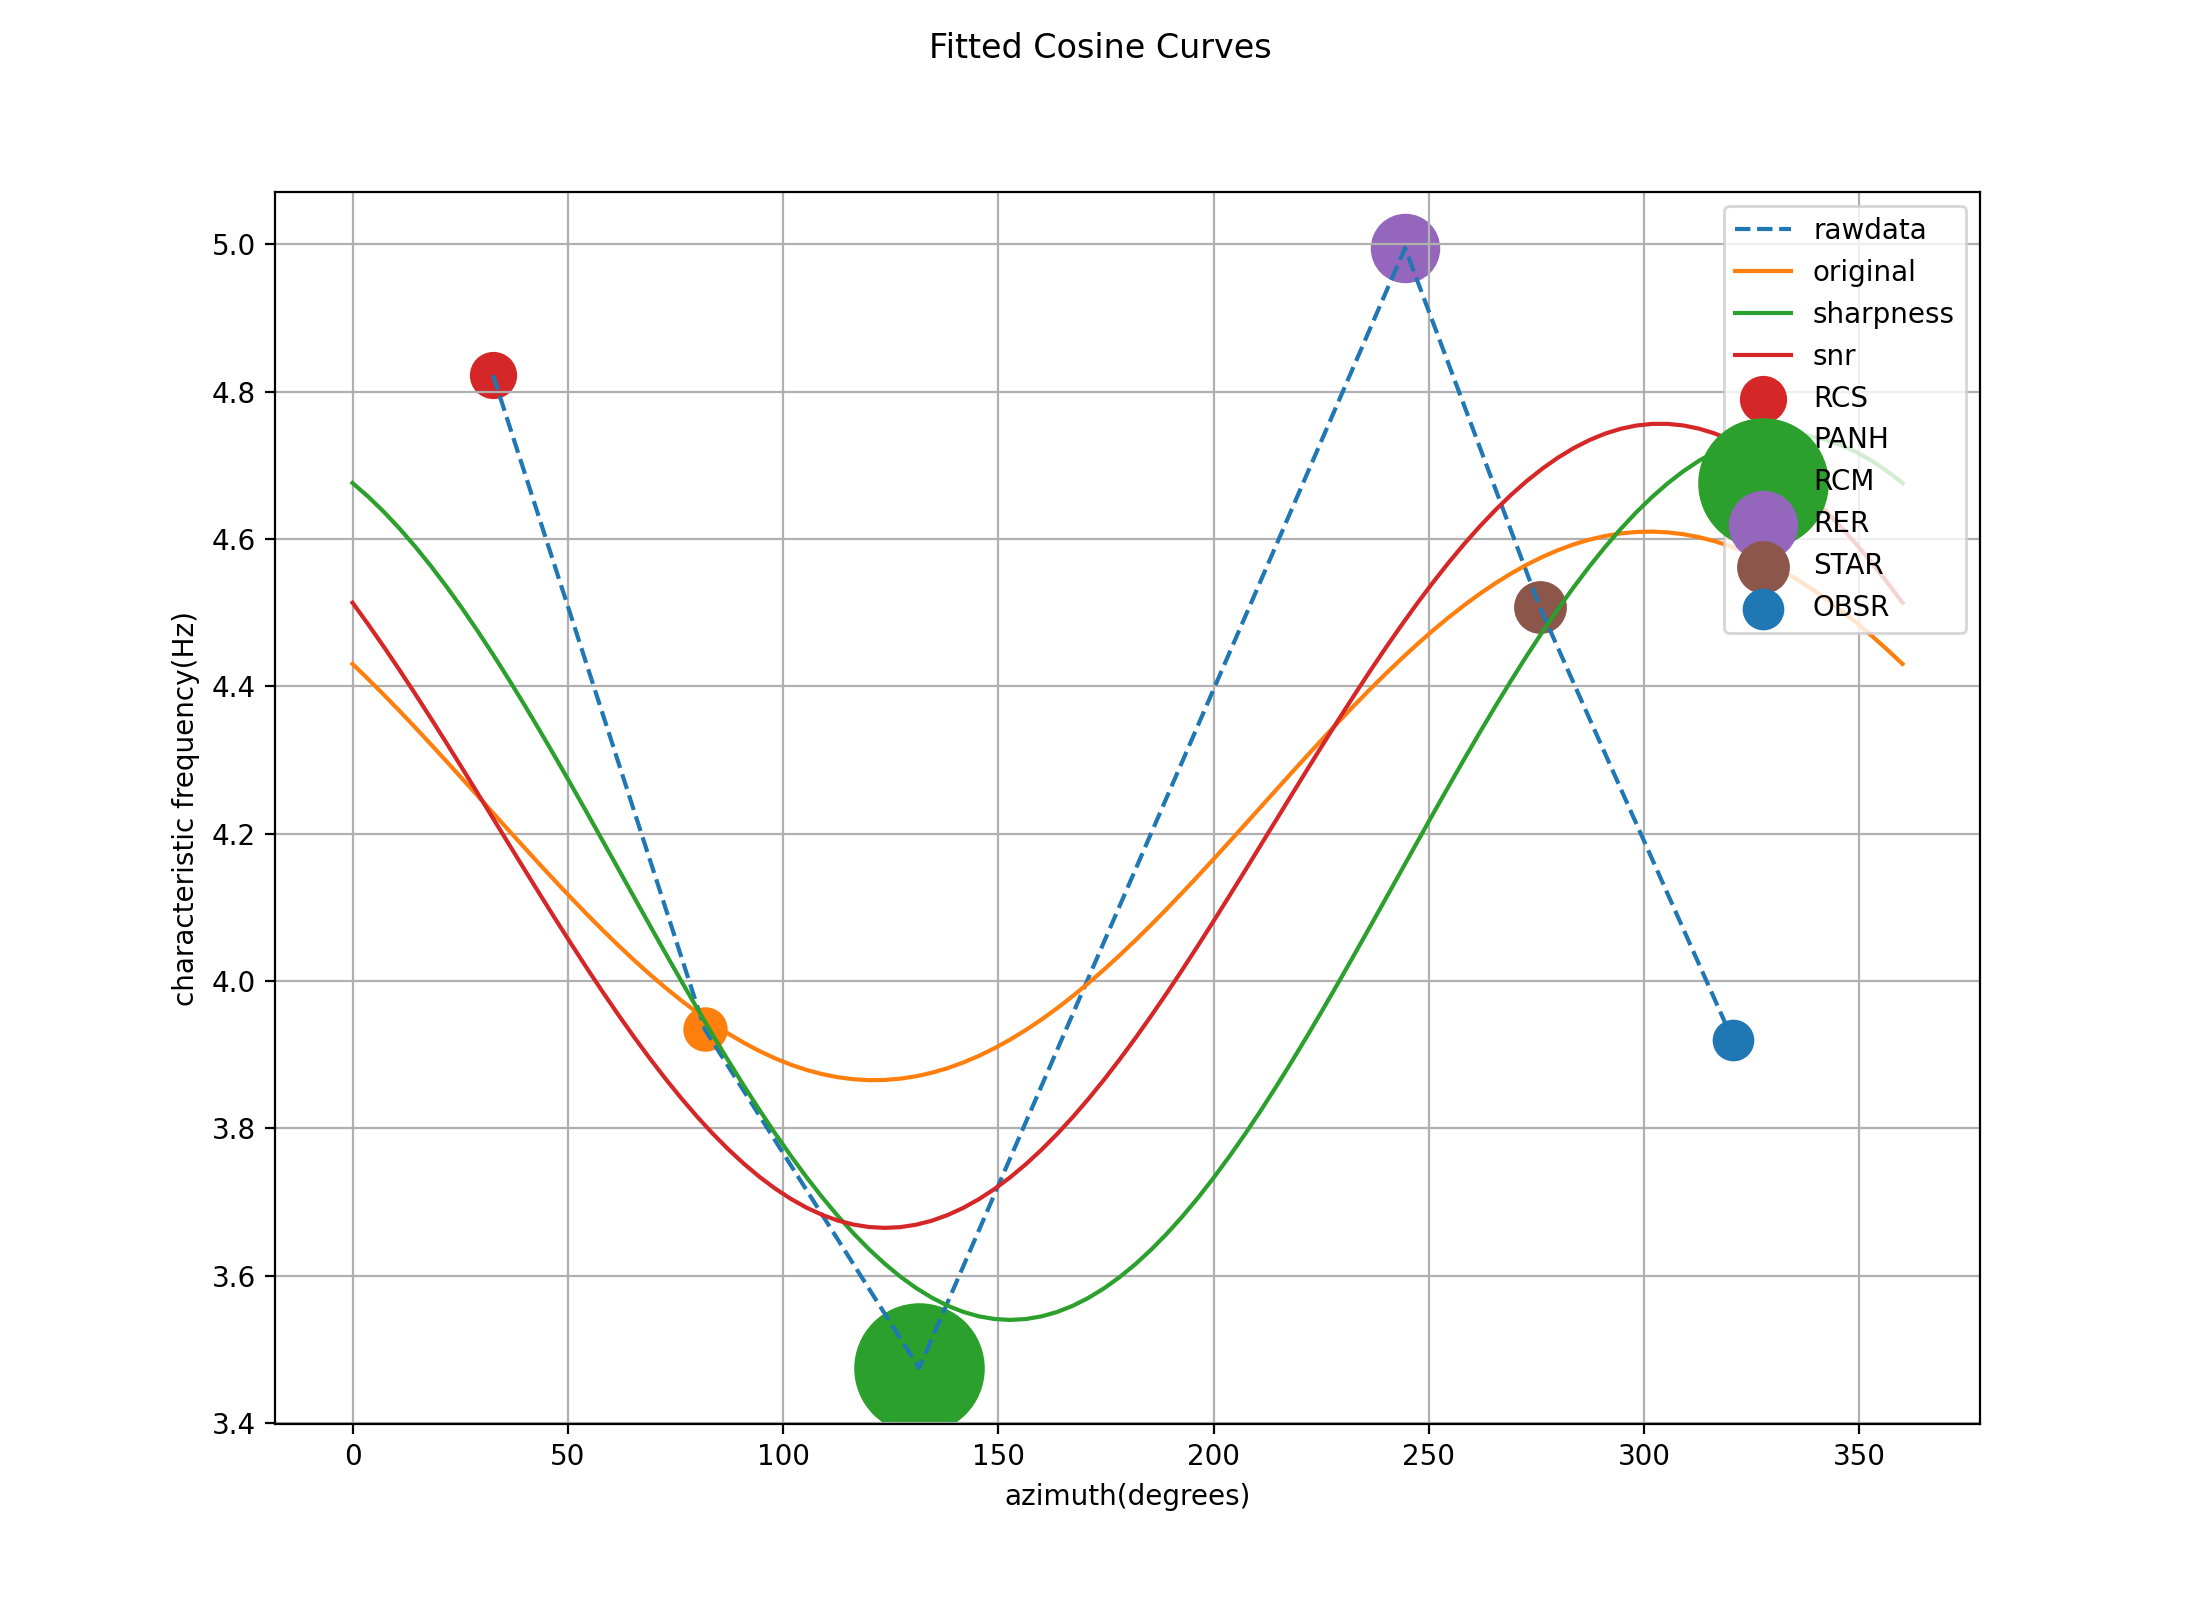 Fitted Cosine Curves
5.0
4.8
4.6
4.4
4.2
4.0
3.8
3.6
3.4
characteristic frequency(Hz)
rawdata
original
sharpness
snr
RCS
PANH
RCM
RER
STAR
OBSR
0 50 100 150 200 250 300 350
azimuth(degrees)